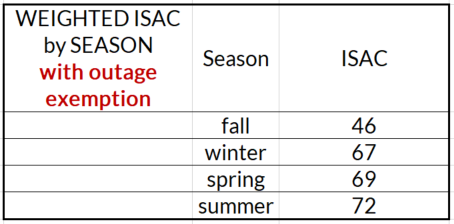 WEIGHTED ISAC
by SEASON
with outage
exemption
Season ISAC
fall 46
winter 67
spring 69
summer 72